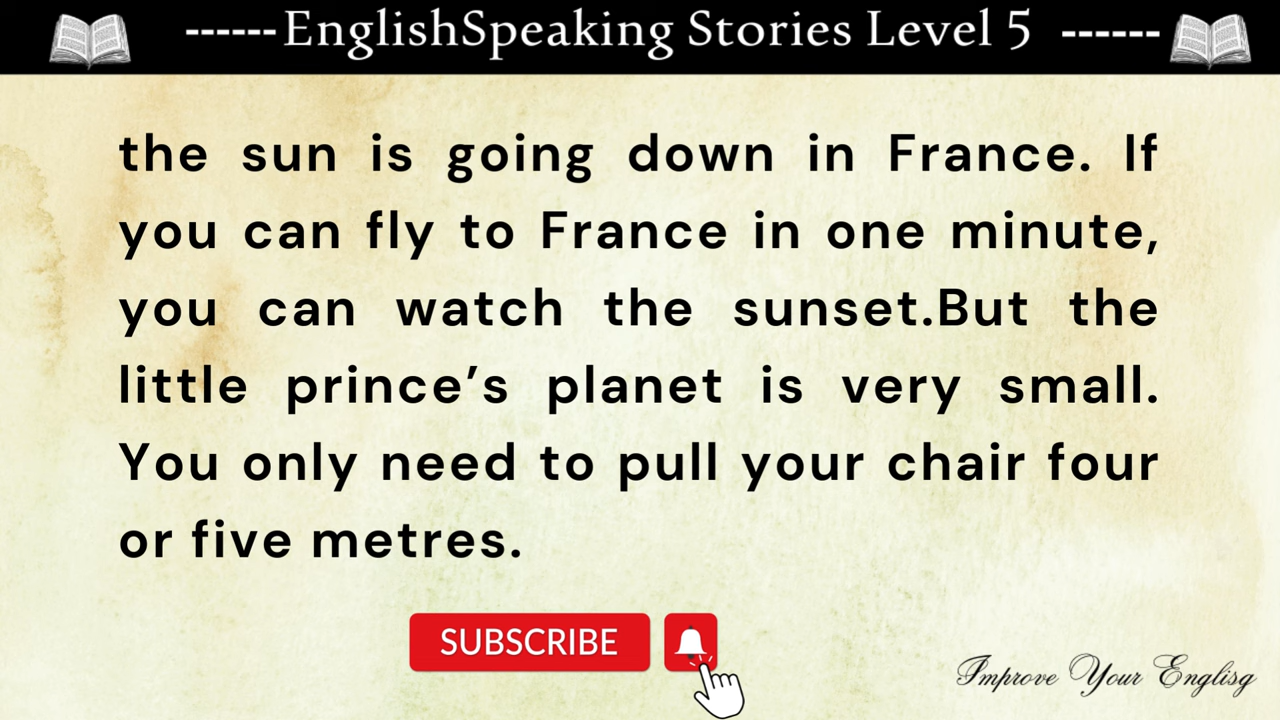 ------EnglishSpeaking Stories Level 5 ------
the sun is going down in France. If
you can fly to France in one minute,
you can watch the sunset.But the
little prince’s planet is very small.
You only need to pull your chair four
or five metres.
SUBSCRIBE
Improve Your Englisg